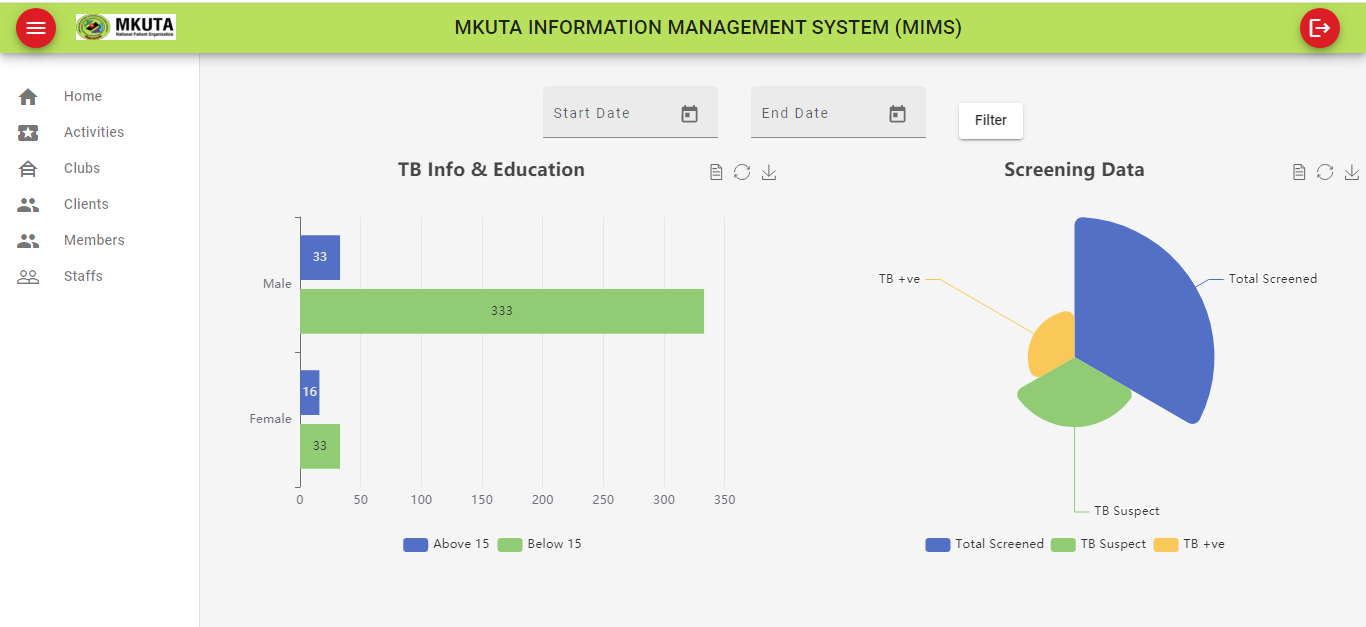 MKUTA
National Patient Organization
MKUTA INFORMATION MANAGEMENT SYSTEM (MIMS)
Home
Activities
Clubs
Clients
Members
Staffs
Start Date
End Date
Filter
TB Info & Education
33
Male
333
16
Female
33
0 50 100 150 200 250 300 350
Above 15 Below 15
Screening Data
TB +ve
Total Screened
TB Suspect
Total Screened TB Suspect TB +ve